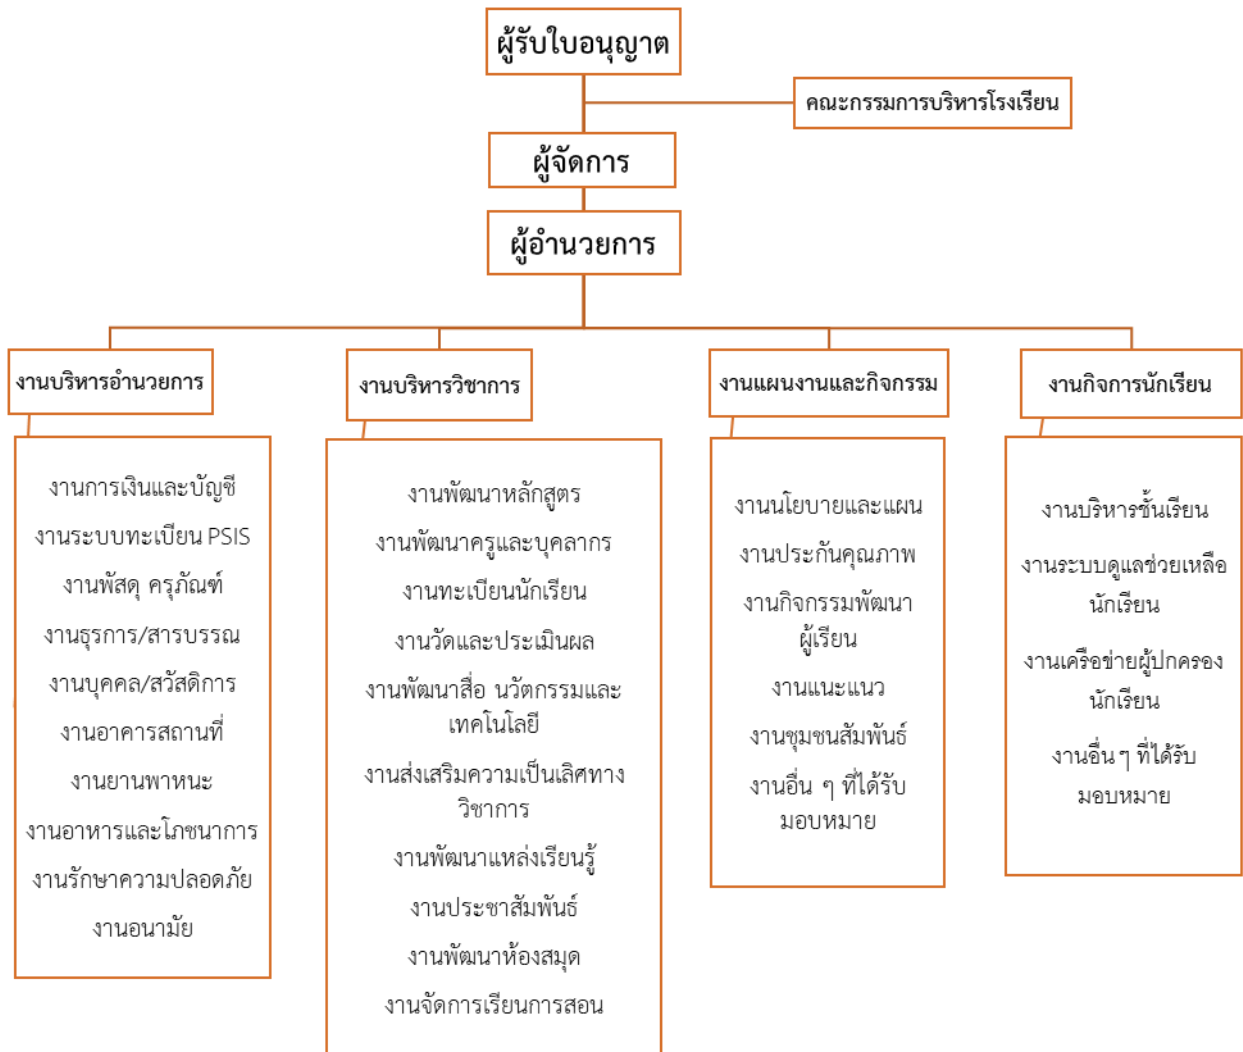 ผู้รับใบอนุญาต
คณะกรรมการบริหารโรงเรียน
ผู้จัดการ
ผู้อำนวยการ
งานบริหารอำนวยการ
งานการเงินและบัญชี
งานระบบทะเบียน PSIS
งานพัสดุ ครุภัณฑ์
งานธุรการ/สารบรรณ
งานบุคคล/สวัสดิการ
งานอาคารสถานที่
งานยานพาหนะ
งานอาหารและโภชนาการ
งานรักษาความปลอดภัย
งานอนามัย
งานบริหารวิชาการ
งานพัฒนาหลักสูตร
งานพัฒนาครูและบุคลากร
งานทะเบียนนักเรียน
งานวัดและประเมินผล
งานพัฒนาสื่อ นวัตกรรมและ
เทคโนโลยี
งานส่งเสริมความเป็นเลิศทาง
วิชาการ
งานพัฒนาแหล่งเรียนรู้
งานประชาสัมพันธ์
งานพัฒนาห้องสมุด
งานจัดการเรียนการสอน
งานแผนงานและกิจกรรม
งานนโยบายและแผน
งานประกันคุณภาพ
งานกิจกรรมพัฒนา
ผู้เรียน
งานแนะแนว
งานชุมชนสัมพันธ์
งานอื่น ๆ ที่ได้รับ
มอบหมาย
งานกิจการนักเรียน
งานบริหารชั้นเรียน
งานระบบดูแลช่วยเหลือ
นักเรียน
งานเครือข่ายผู้ปกครอง
นักเรียน
งานอื่น ๆ ที่ได้รับ
มอบหมาย